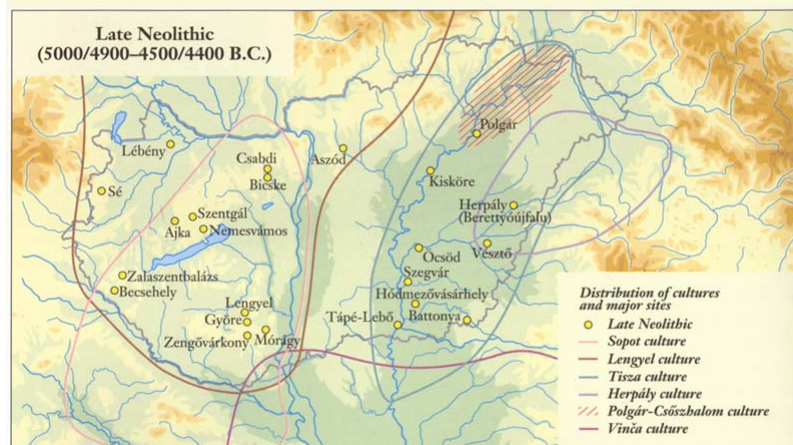 Late Neolithic
(5000/4900–4500/4400 B.C.)
Lébény
Sé
Csabdi
Bicske
Aszód
Polgár
Kisköre
Szentgál
Ajka
Nemesvámos
Herpály
(Berettyóújfalu)
Öcsöd
Vésztő
Szegvár
Zalaszentbalázs
Becsehely
Hódmezővásárhely
Lengyel
Györe
Tápé-Lebő
Battonya
Zengővárkony
Mórágy
Distribution of cultures
and major sites
Late Neolithic
Sopot culture
Lengyel culture
Tisza culture
Herpály culture
Polgár-Csőszhalom culture
Vinča culture